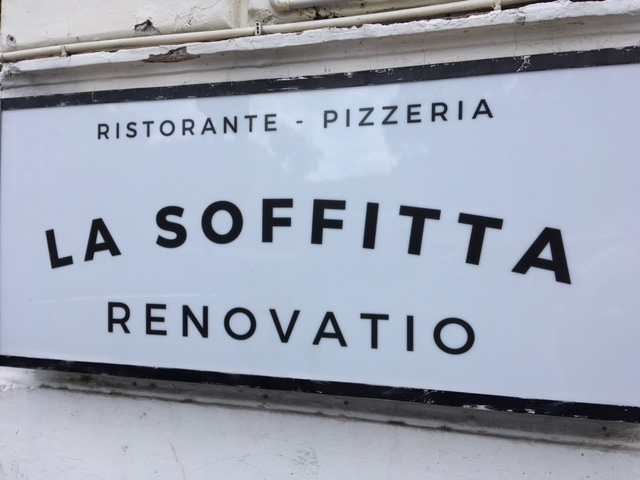 RISTORANTE - PIZZERIA
LA SOFFITTA
RENOVATIO